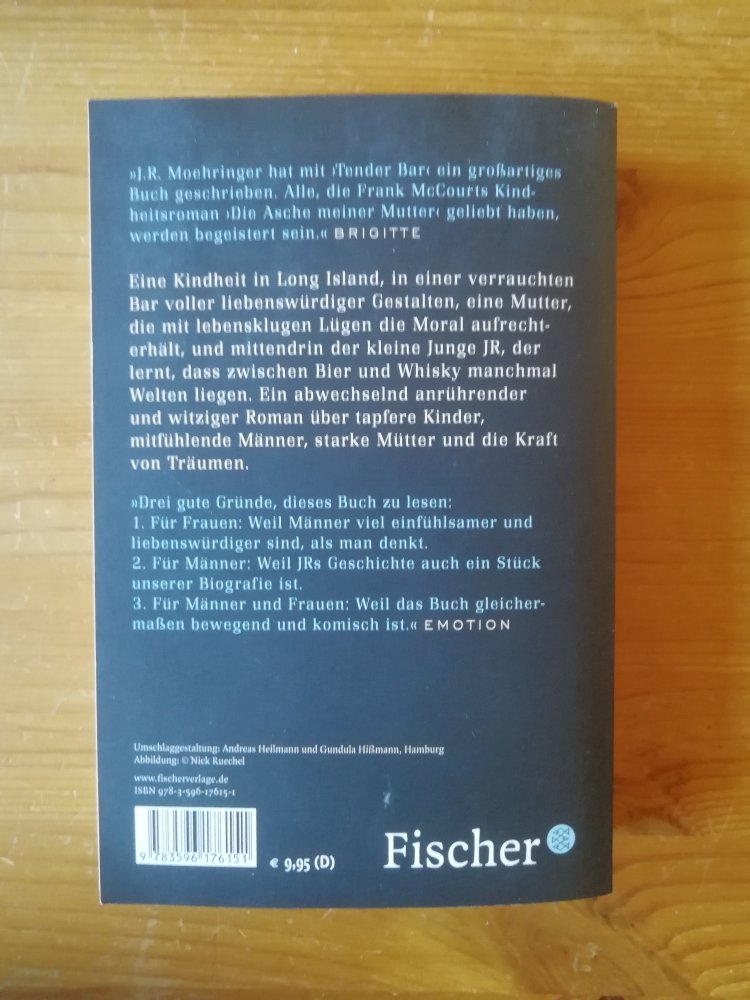 »J.R. Moehringer hat mit ›Tender Bar‹ ein großartiges
Buch geschrieben. Alle, die Frank McCourts Kind-
heitsroman ›Die Asche meiner Mutter‹ geliebt haben,
werden begeistert sein.« BRIGITTE
Eine Kindheit in Long Island, in einer verrauchten
Bar voller liebenswürdiger Gestalten, eine Mutter,
die mit lebensklugen Lügen die Moral aufrecht-
erhält, und mittendrin der kleine Junge JR, der
lernt, dass zwischen Bier und Whisky manchmal
Welten liegen. Ein abwechselnd anrührender
und witziger Roman über tapfere Kinder,
mitfühlende Männer, starke Mütter und die Kraft
von Träumen.
»Drei gute Gründe, dieses Buch zu lesen:
1. Für Frauen: Weil Männer viel einfühlsamer und
liebenswürdiger sind, als man denkt.
2. Für Männer: Weil JRs Geschichte auch ein Stück
unserer Biografie ist.
3. Für Männer und Frauen: Weil das Buch gleicher-
maßen bewegend und komisch ist.« EMOTION
Umschlaggestaltung: Andreas Heilmann und Gundula Hißmann, Hamburg
Abbildung: © Nick Ruechel
www.fischerverlage.de
ISBN 978-3-596-17615-1
9 783596 176151
€ 9,95 (D)
Fischer